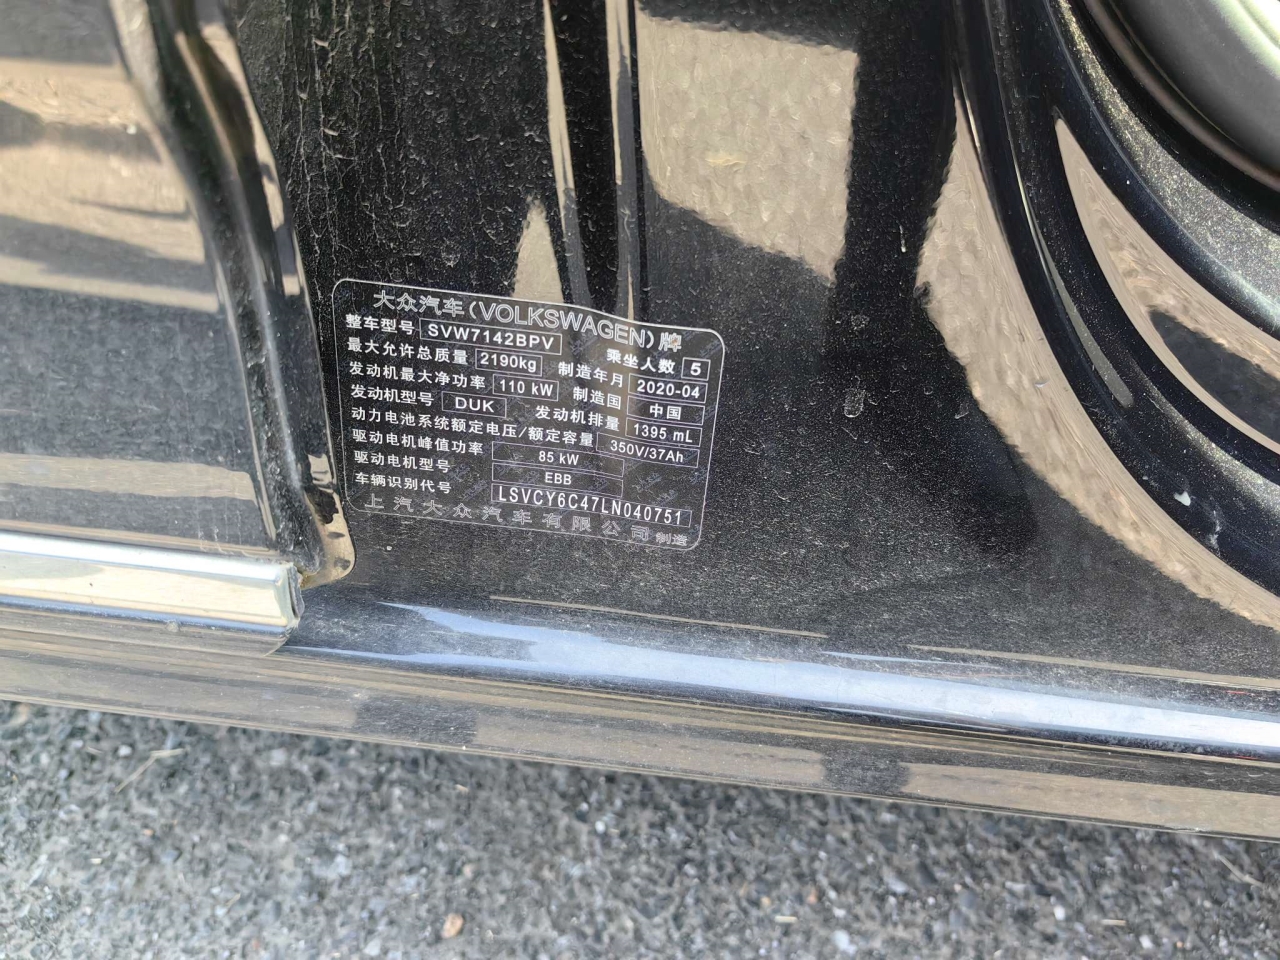 大众汽车(VOLKSWAGEN)牌
整车型号 SVW7142BPV 乘坐人数 5
最大允许总质量 2190kg 制造年月 2020-04
发动机最大净功率 110 kW 制造国 中国
发动机型号 DUK 发动机排量 1395 mL
动力电池系统额定电压/额定容量 350V/37Ah
驱动电机峰值功率 85 kW
驱动电机型号 EBB
车辆识别代号 LSVCY6C47LN040751
上汽大众汽车有限公司 制造